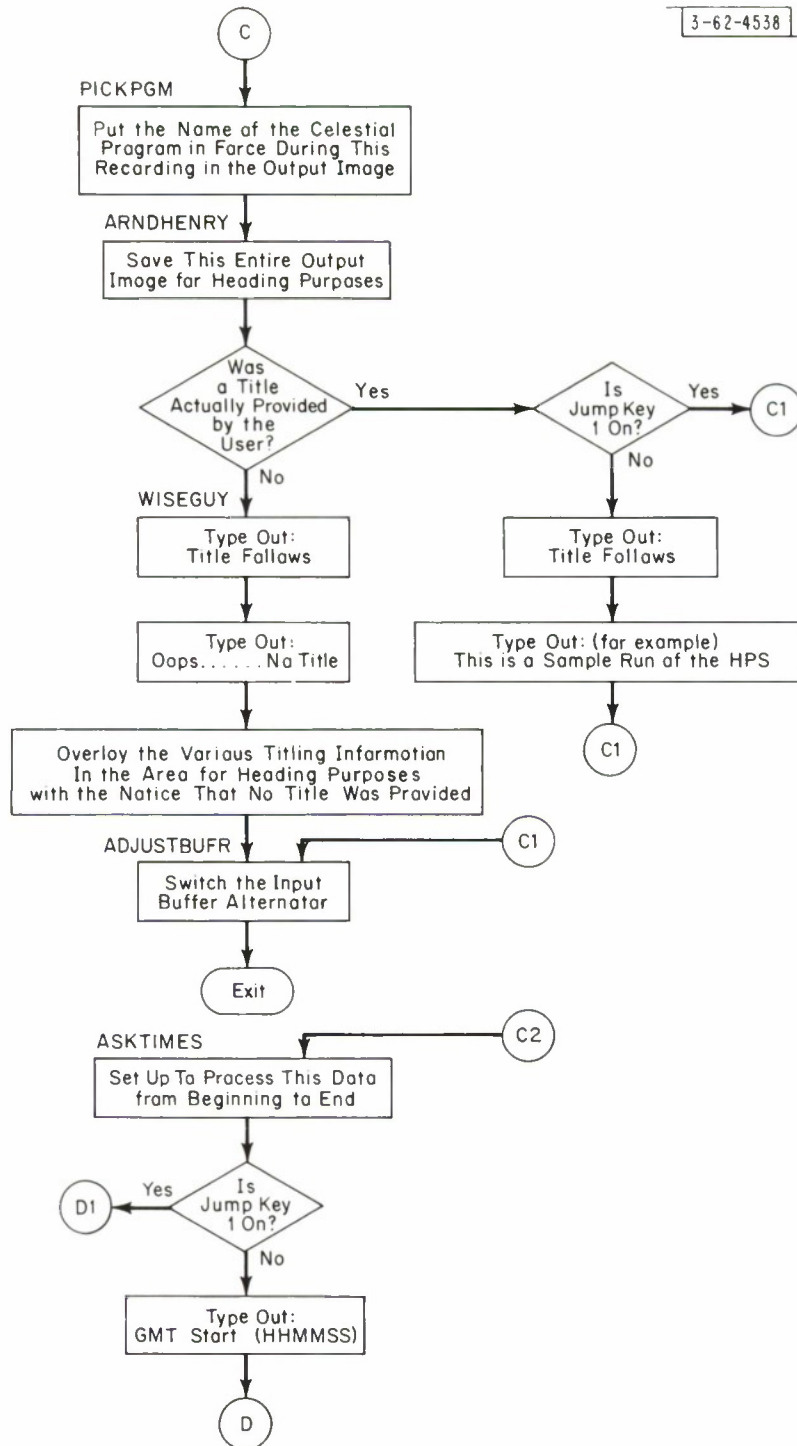 3-62-4538
C
PICKPGM
Put the Name of the Celestial
Program in Force During This
Recording in the Output Image
ARNDHENRY
Save This Entire Output
Image for Heading Purposes
Was
a Title
Actually Provided
by the
User?
Yes
No
Is
Jump Key
1 On?
Yes
C1
No
WISEGUY
Type Out:
Title Follows
Type Out:
Title Follows
Type Out:
Oops......No Title
Type Out: (for example)
This is a Sample Run of the HPS
C1
Overlay the Various Titling Information
In the Area for Heading Purposes
with the Notice That No Title Was Provided
ADJUSTBUFR
C1
Switch the Input
Buffer Alternator
Exit
ASKTIMES
C2
Set Up To Process This Data
from Beginning to End
D1
Yes
Is
Jump Key
1 On?
No
Type Out:
GMT Start (HHMMSS)
D